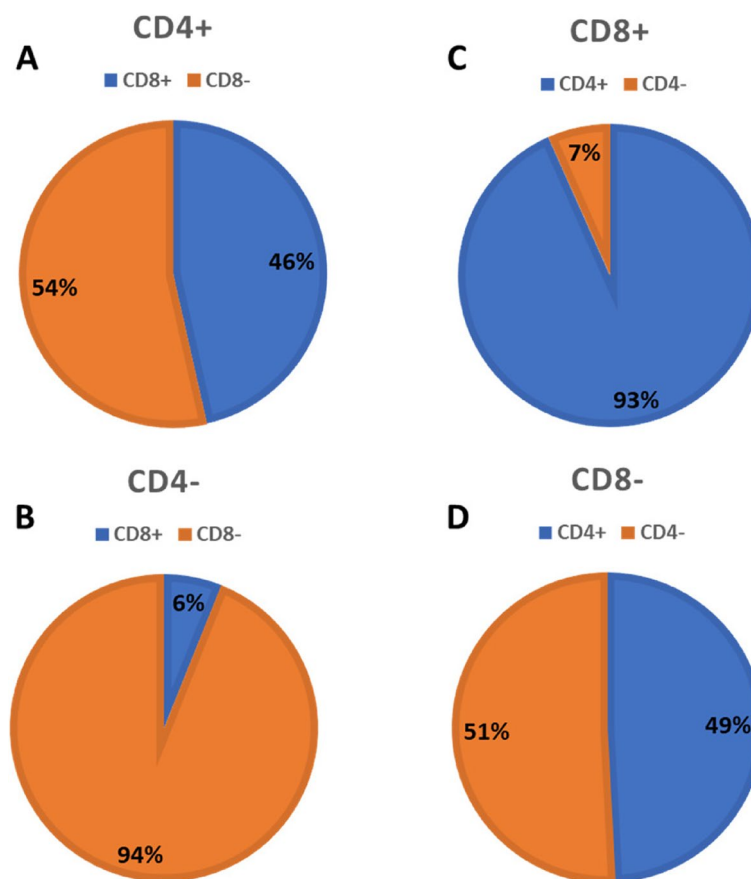 CD4+
A
CD8+ CD8-
54%
46%
CD8+
C
CD4+ CD4-
7%
93%
CD4-
B
CD8+ CD8-
6%
94%
CD8-
D
CD4+ CD4-
51%
49%